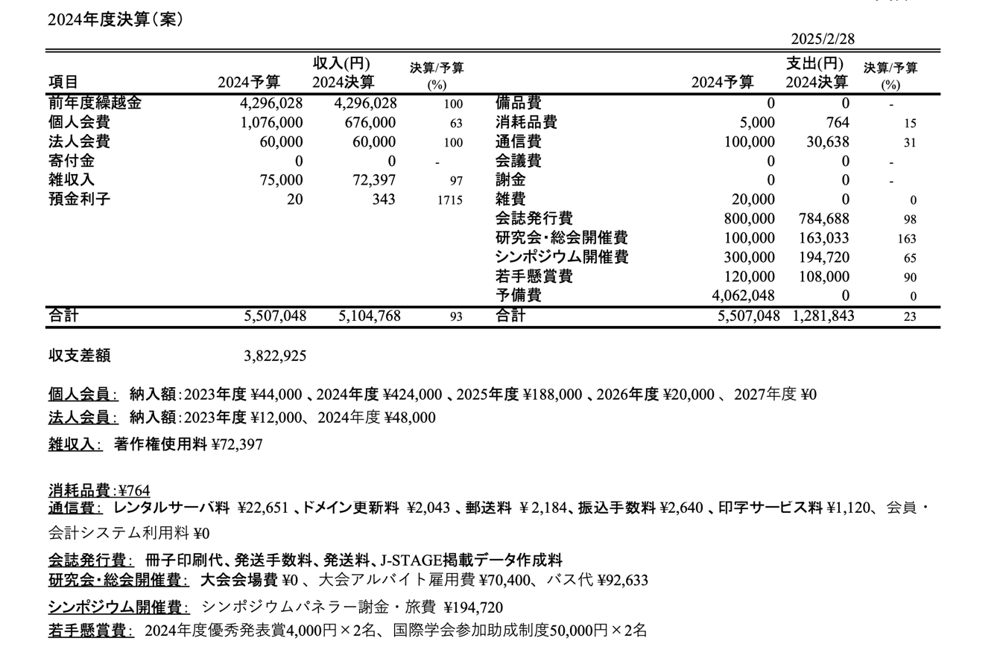 2024年度決算（案）
2025/2/28
収入(円) 決算/予算 支出(円) 決算/予算
項目 2024予算 2024決算 (%) 2024予算 2024決算 (%)
前年度繰越金 4,296,028 4,296,028 100 備品費 0 0 -
個人会費 1,076,000 676,000 63 消耗品費 5,000 764 15
法人会費 60,000 60,000 100 通信費 100,000 30,638 31
寄付金 0 0 - 会議費 0 0 -
雑収入 75,000 72,397 97 謝金 0 0 -
預金利子 20 343 1715 雑費 20,000 0 0
会誌発行費 800,000 784,688 98
研究会・総会開催費 100,000 163,033 163
シンポジウム開催費 300,000 194,720 65
若手懸賞費 120,000 108,000 90
予備費 4,062,048 0 0
合計 5,507,048 5,104,768 93 合計 5,507,048 1,281,843 23
収支差額 3,822,925
個人会員： 納入額：2023年度 ¥44,000 、2024年度 ¥424,000 、2025年度 ¥188,000 、2026年度 ¥20,000 、2027年度 ¥0
法人会員： 納入額：2023年度 ¥12,000、2024年度 ¥48,000
雑収入： 著作権使用料 ¥72,397
消耗品費：¥764
通信費： レンタルサーバ料 ¥22,651 、ドメイン更新料 ¥2,043 、郵送料 ¥ 2,184、振込手数料 ¥2,640 、印字サービス料 ¥1,120、会員・
会計システム利用料 ¥0
会誌発行費： 冊子印刷代、発送手数料、発送料、J-STAGE掲載データ作成料
研究会・総会開催費： 大会会場費 ¥0 、大会アルバイト雇用費 ¥70,400、バス代 ¥92,633
シンポジウム開催費： シンポジウムパネラー謝金・旅費 ¥194,720
若手懸賞費： 2024年度優秀発表賞4,000円×2名、国際学会参加助成制度50,000円×2名